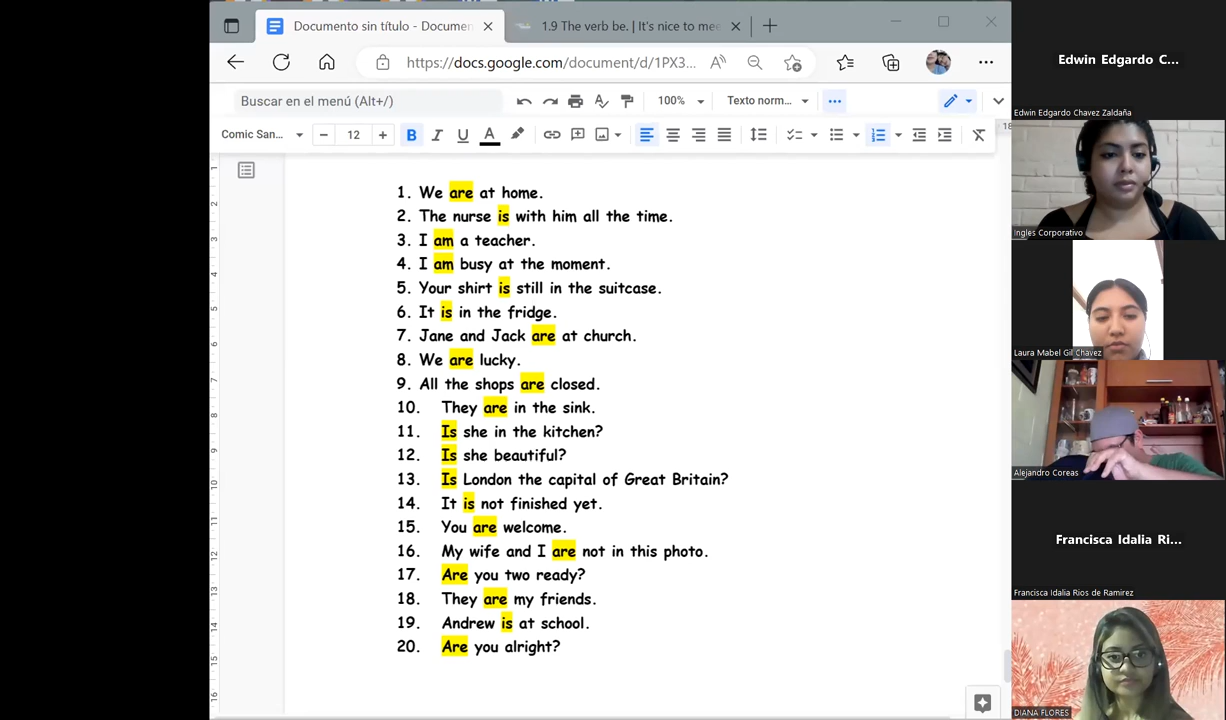 Documento sin título - Documen
1.9 The verb be. | It's nice to mee
https://docs.google.com/document/d/1PX3...
Buscar en el menú (Alt+/)
100%
Texto norm...
Comic San...
12
18
1. We are at home.
2. The nurse is with him all the time.
3. I am a teacher.
4. I am busy at the moment.
5. Your shirt is still in the suitcase.
6. It is in the fridge.
7. Jane and Jack are at church.
8. We are lucky.
9. All the shops are closed.
10. They are in the sink.
11. Is she in the kitchen?
12. Is she beautiful?
13. Is London the capital of Great Britain?
14. It is not finished yet.
15. You are welcome.
16. My wife and I are not in this photo.
17. Are you two ready?
18. They are my friends.
19. Andrew is at school.
20. Are you alright?
Edwin Edgardo C...
Edwin Edgardo Chavez Zaldaña
Ingles Corporativo
Laura Mabel Gil Chavez
Alejandro Coreas
Francisca Idalia Ri...
Francisca Idalia Rios de Ramirez
DIANA FLORES